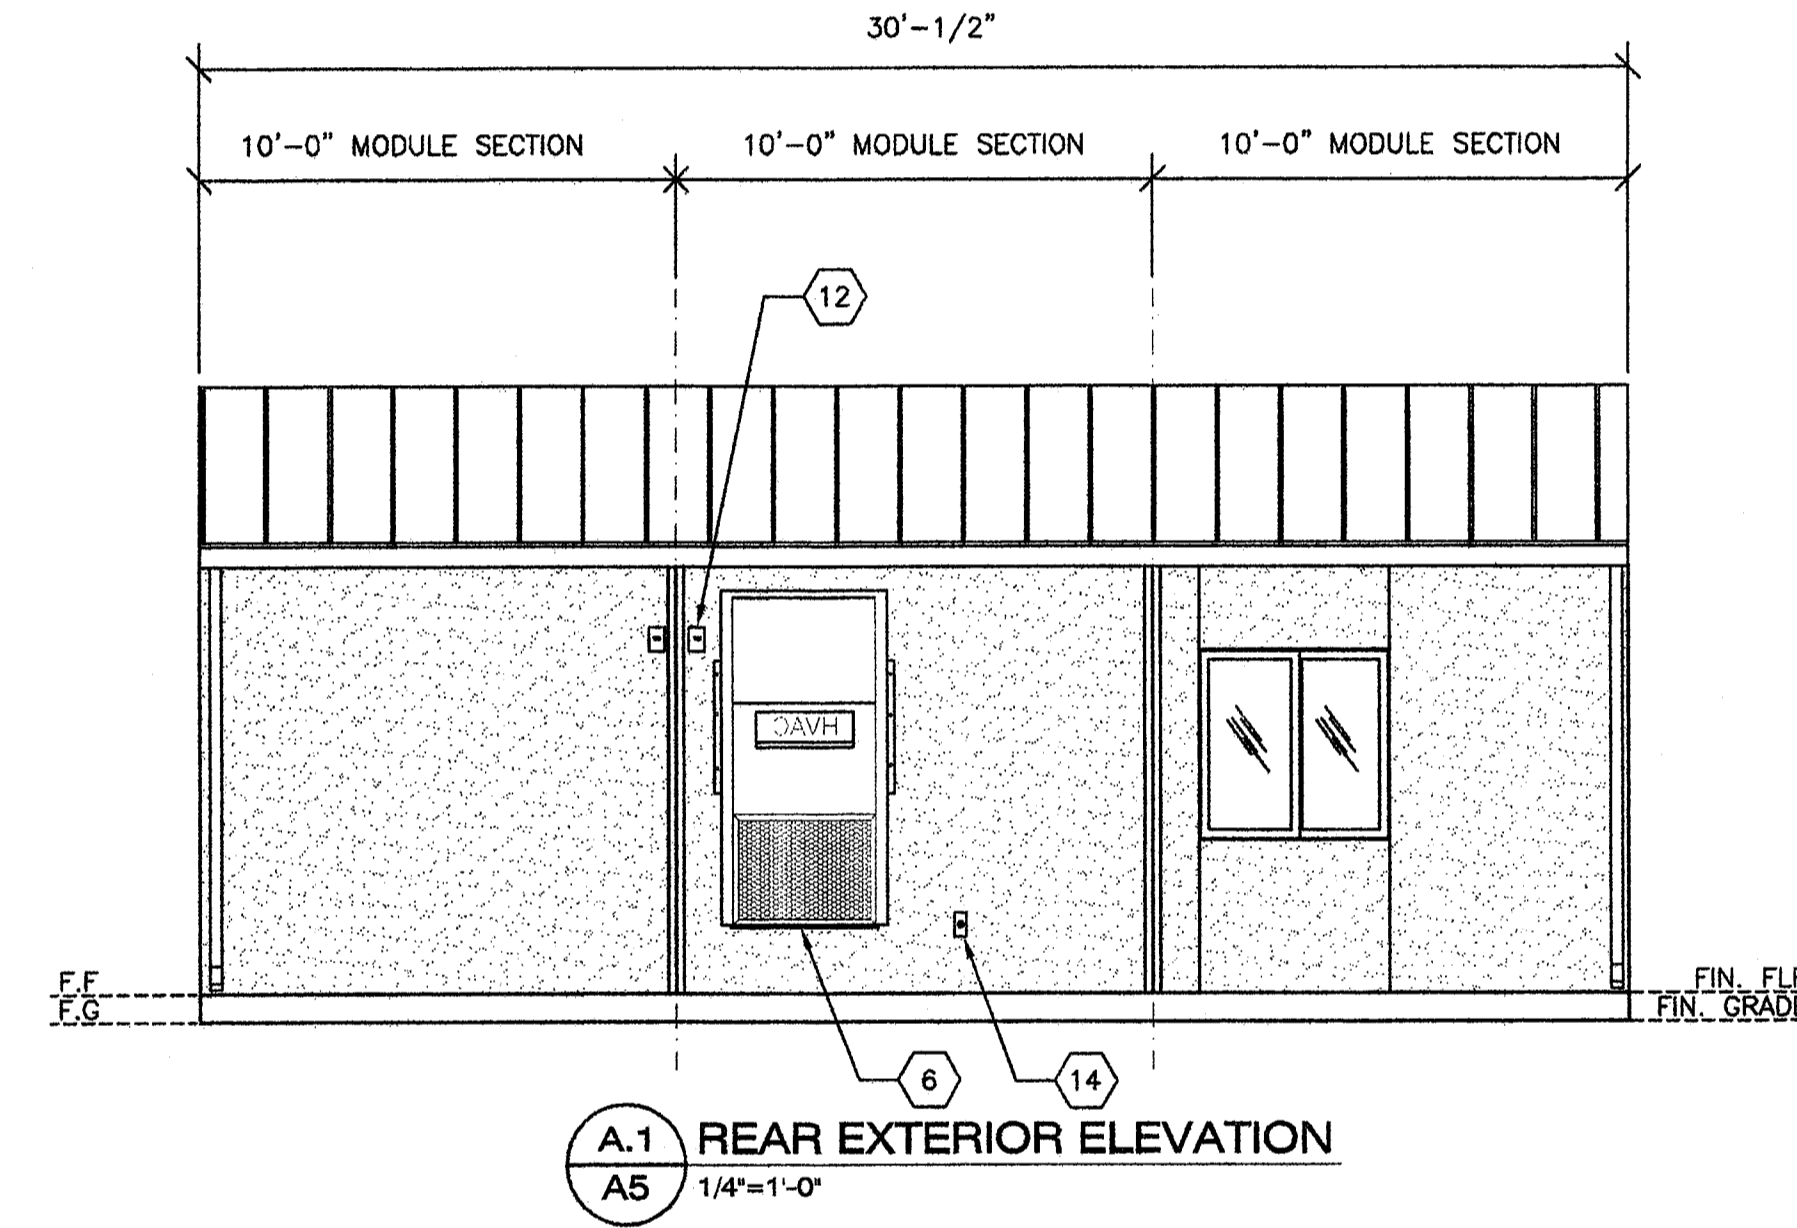 30'-1/2"
10'-0" MODULE SECTION
10'-0" MODULE SECTION
10'-0" MODULE SECTION
12
HVAC
F.F
F.G
FIN. FL
FIN. GRAD
6
14
A.1
A5
REAR EXTERIOR ELEVATION
1/4"=1'-0"